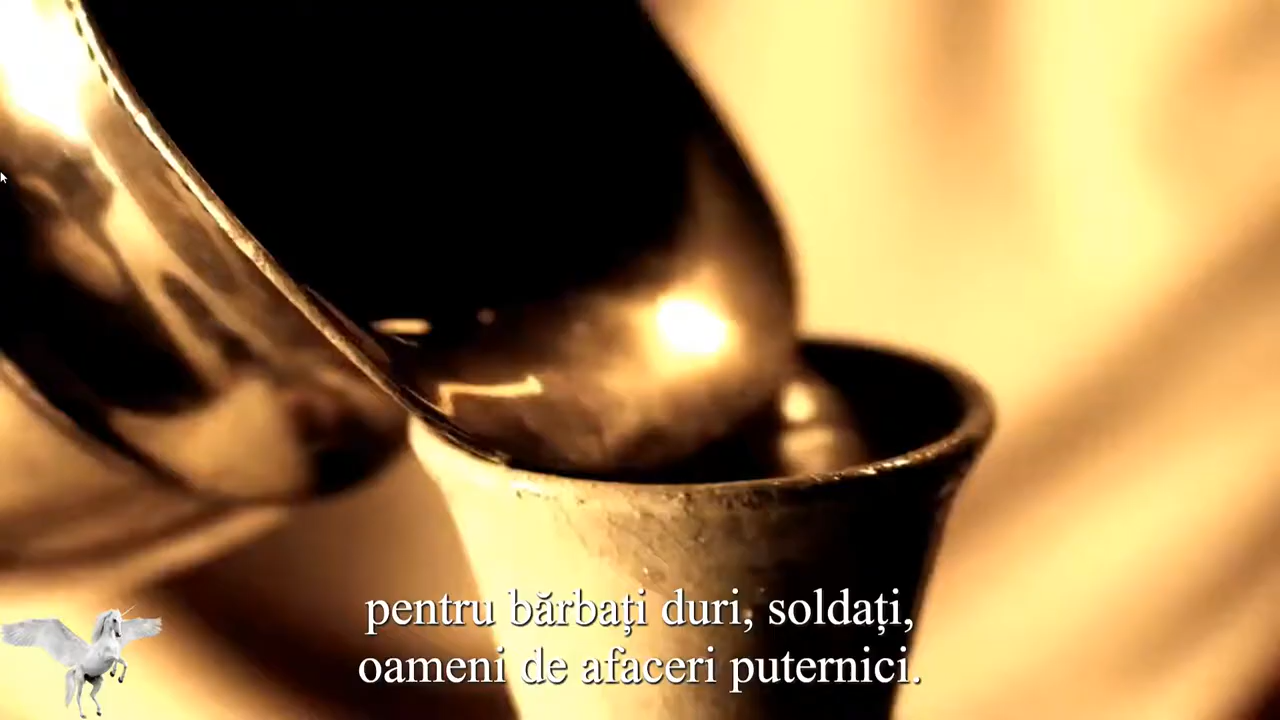 pentru bărbați duri, soldați,
oameni de afaceri puternici.